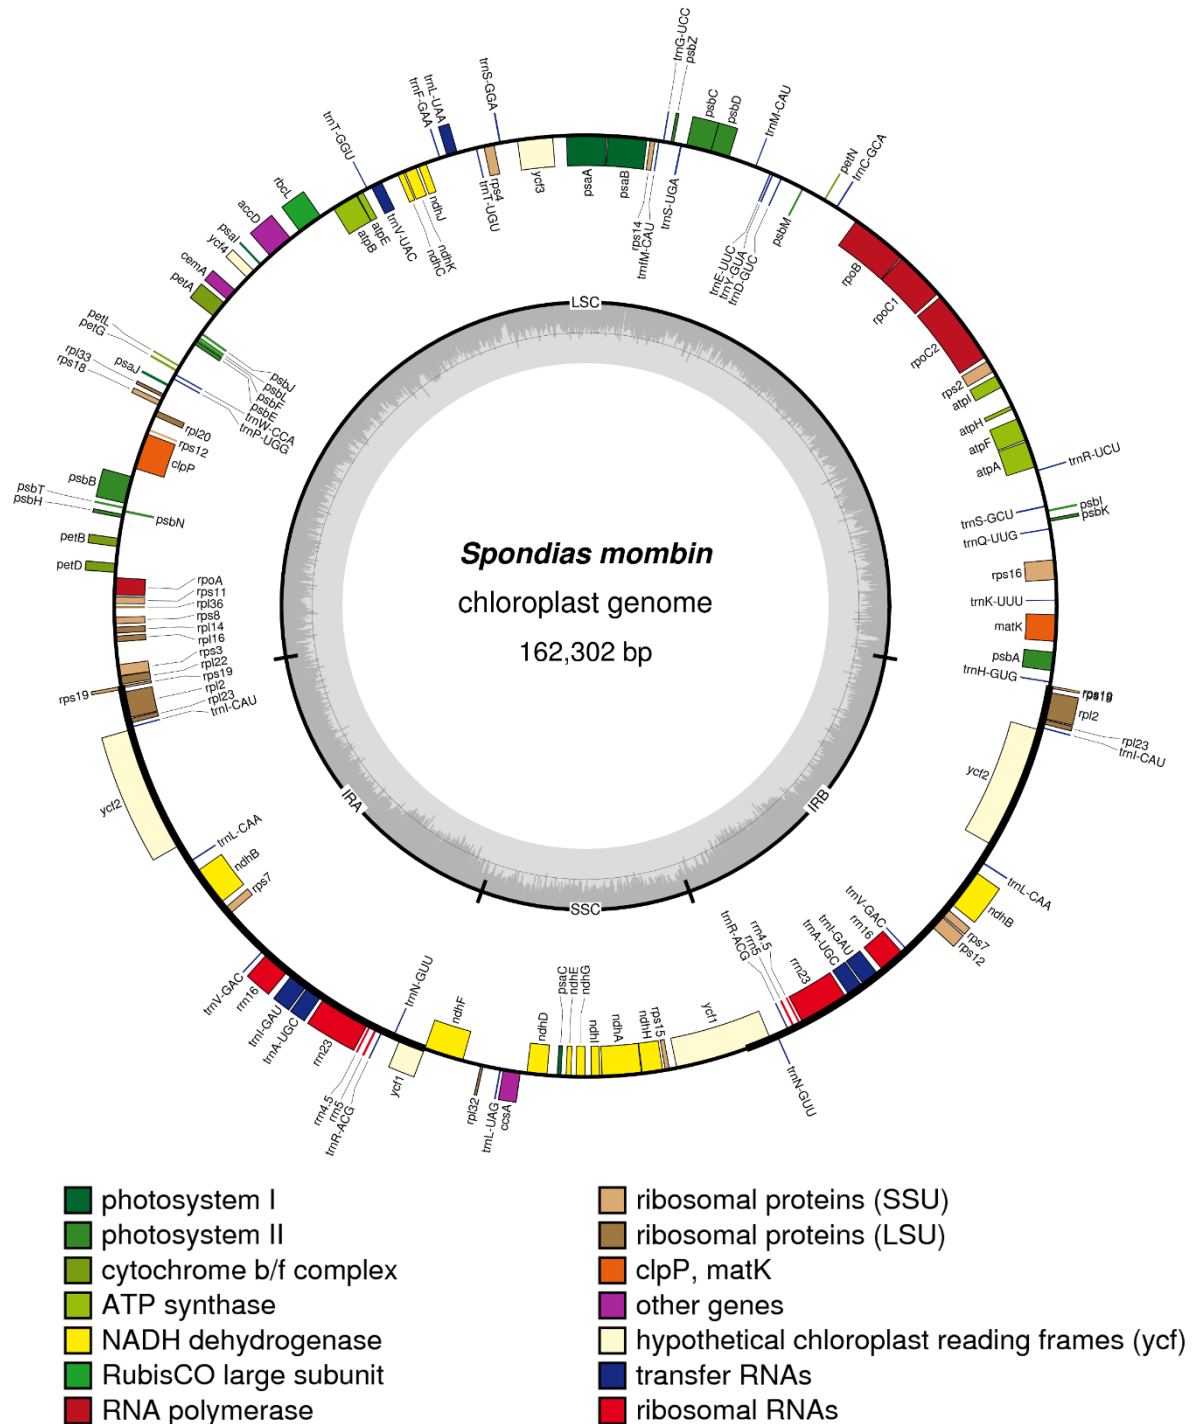 trnG-UCC
psbZ
psbC
psbD
trnM-CAU
petN
trnC-GCA
trnS-GGA
trnL-UAA
trnF-GAA
trnT-GGU
rbcL
accD
psaI
ycf4
cemA
petA
petL
petG
psaJ
rpl33
rps18
psbB
psbT
psbH
petB
petD
rps19
ycf3
psaA
psaB
rps14
trnfM-CAU
trnS-UGA
trnE-UUC
trnY-GUA
trnD-GUC
psbM
rpoB
rpoC1
rpoC2
rps2
atpI
atpH
atpF
atpA
trnR-UCU
trnS-GCU
psbI
psbK
trnQ-UUG
rps16
trnK-UUU
matK
psbA
trnH-GUG
rps19
rpl2
rpl23
trnI-CAU
ycf2
trnL-CAA
ndhB
rps7
rps12
trnV-GAC
rrn16
trnI-GAU
trnA-UGC
rrn23
rrn4.5
rrn5
trnR-ACG
trnN-GUU
ycf1
rps15
ndhH
ndhA
ndhI
ndhG
ndhE
psaC
ndhD
ccsA
trnL-UAG
rpl32
ndhF
ycf1
trnN-GUU
trnR-ACG
rrn5
rrn4.5
rrn23
trnA-UGC
trnI-GAU
rrn16
trnV-GAC
rps7
ndhB
trnL-CAA
ycf2
trnI-CAU
rpl23
rpl2
rps19
rpl22
rps3
rpl16
rpl14
rps8
rpl36
rps11
rpoA
psbN
clpP
rps12
rpl20
trnP-UGG
trnW-CCA
psbE
psbF
psbL
psbJ
atpB
atpE
trnV-UAC
ndhC
ndhK
ndhJ
trnT-UGU
rps4
LSC
IRB
SSC
IRA
Spondias mombin
chloroplast genome
162,302 bp
photosystem I
photosystem II
cytochrome b/f complex
ATP synthase
NADH dehydrogenase
RubisCO large subunit
RNA polymerase
ribosomal proteins (SSU)
ribosomal proteins (LSU)
clpP, matK
other genes
hypothetical chloroplast reading frames (ycf)
transfer RNAs
ribosomal RNAs